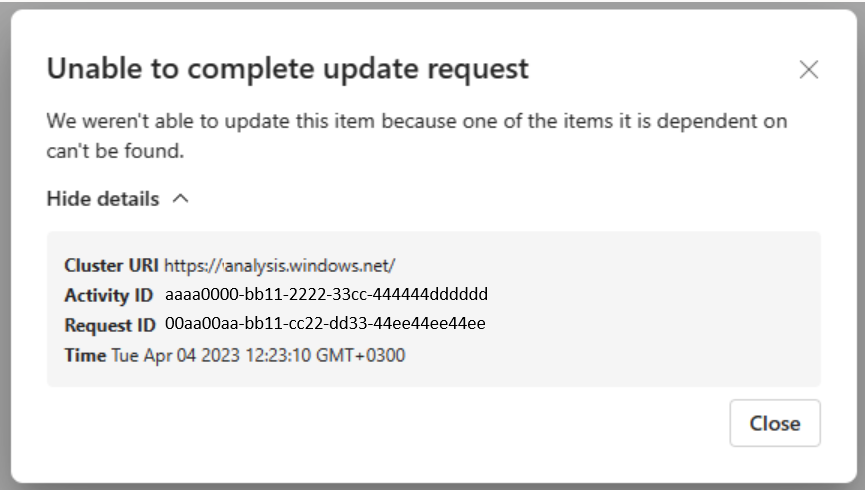 Unable to complete update request
We weren't able to update this item because one of the items it is dependent on
can't be found.
Hide details
Cluster URI https://analysis.windows.net/
Activity ID aaaa0000-bb11-2222-33cc-444444dddddd
Request ID 00aa00aa-bb11-cc22-dd33-44ee44ee44ee
Time Tue Apr 04 2023 12:23:10 GMT+0300
Close